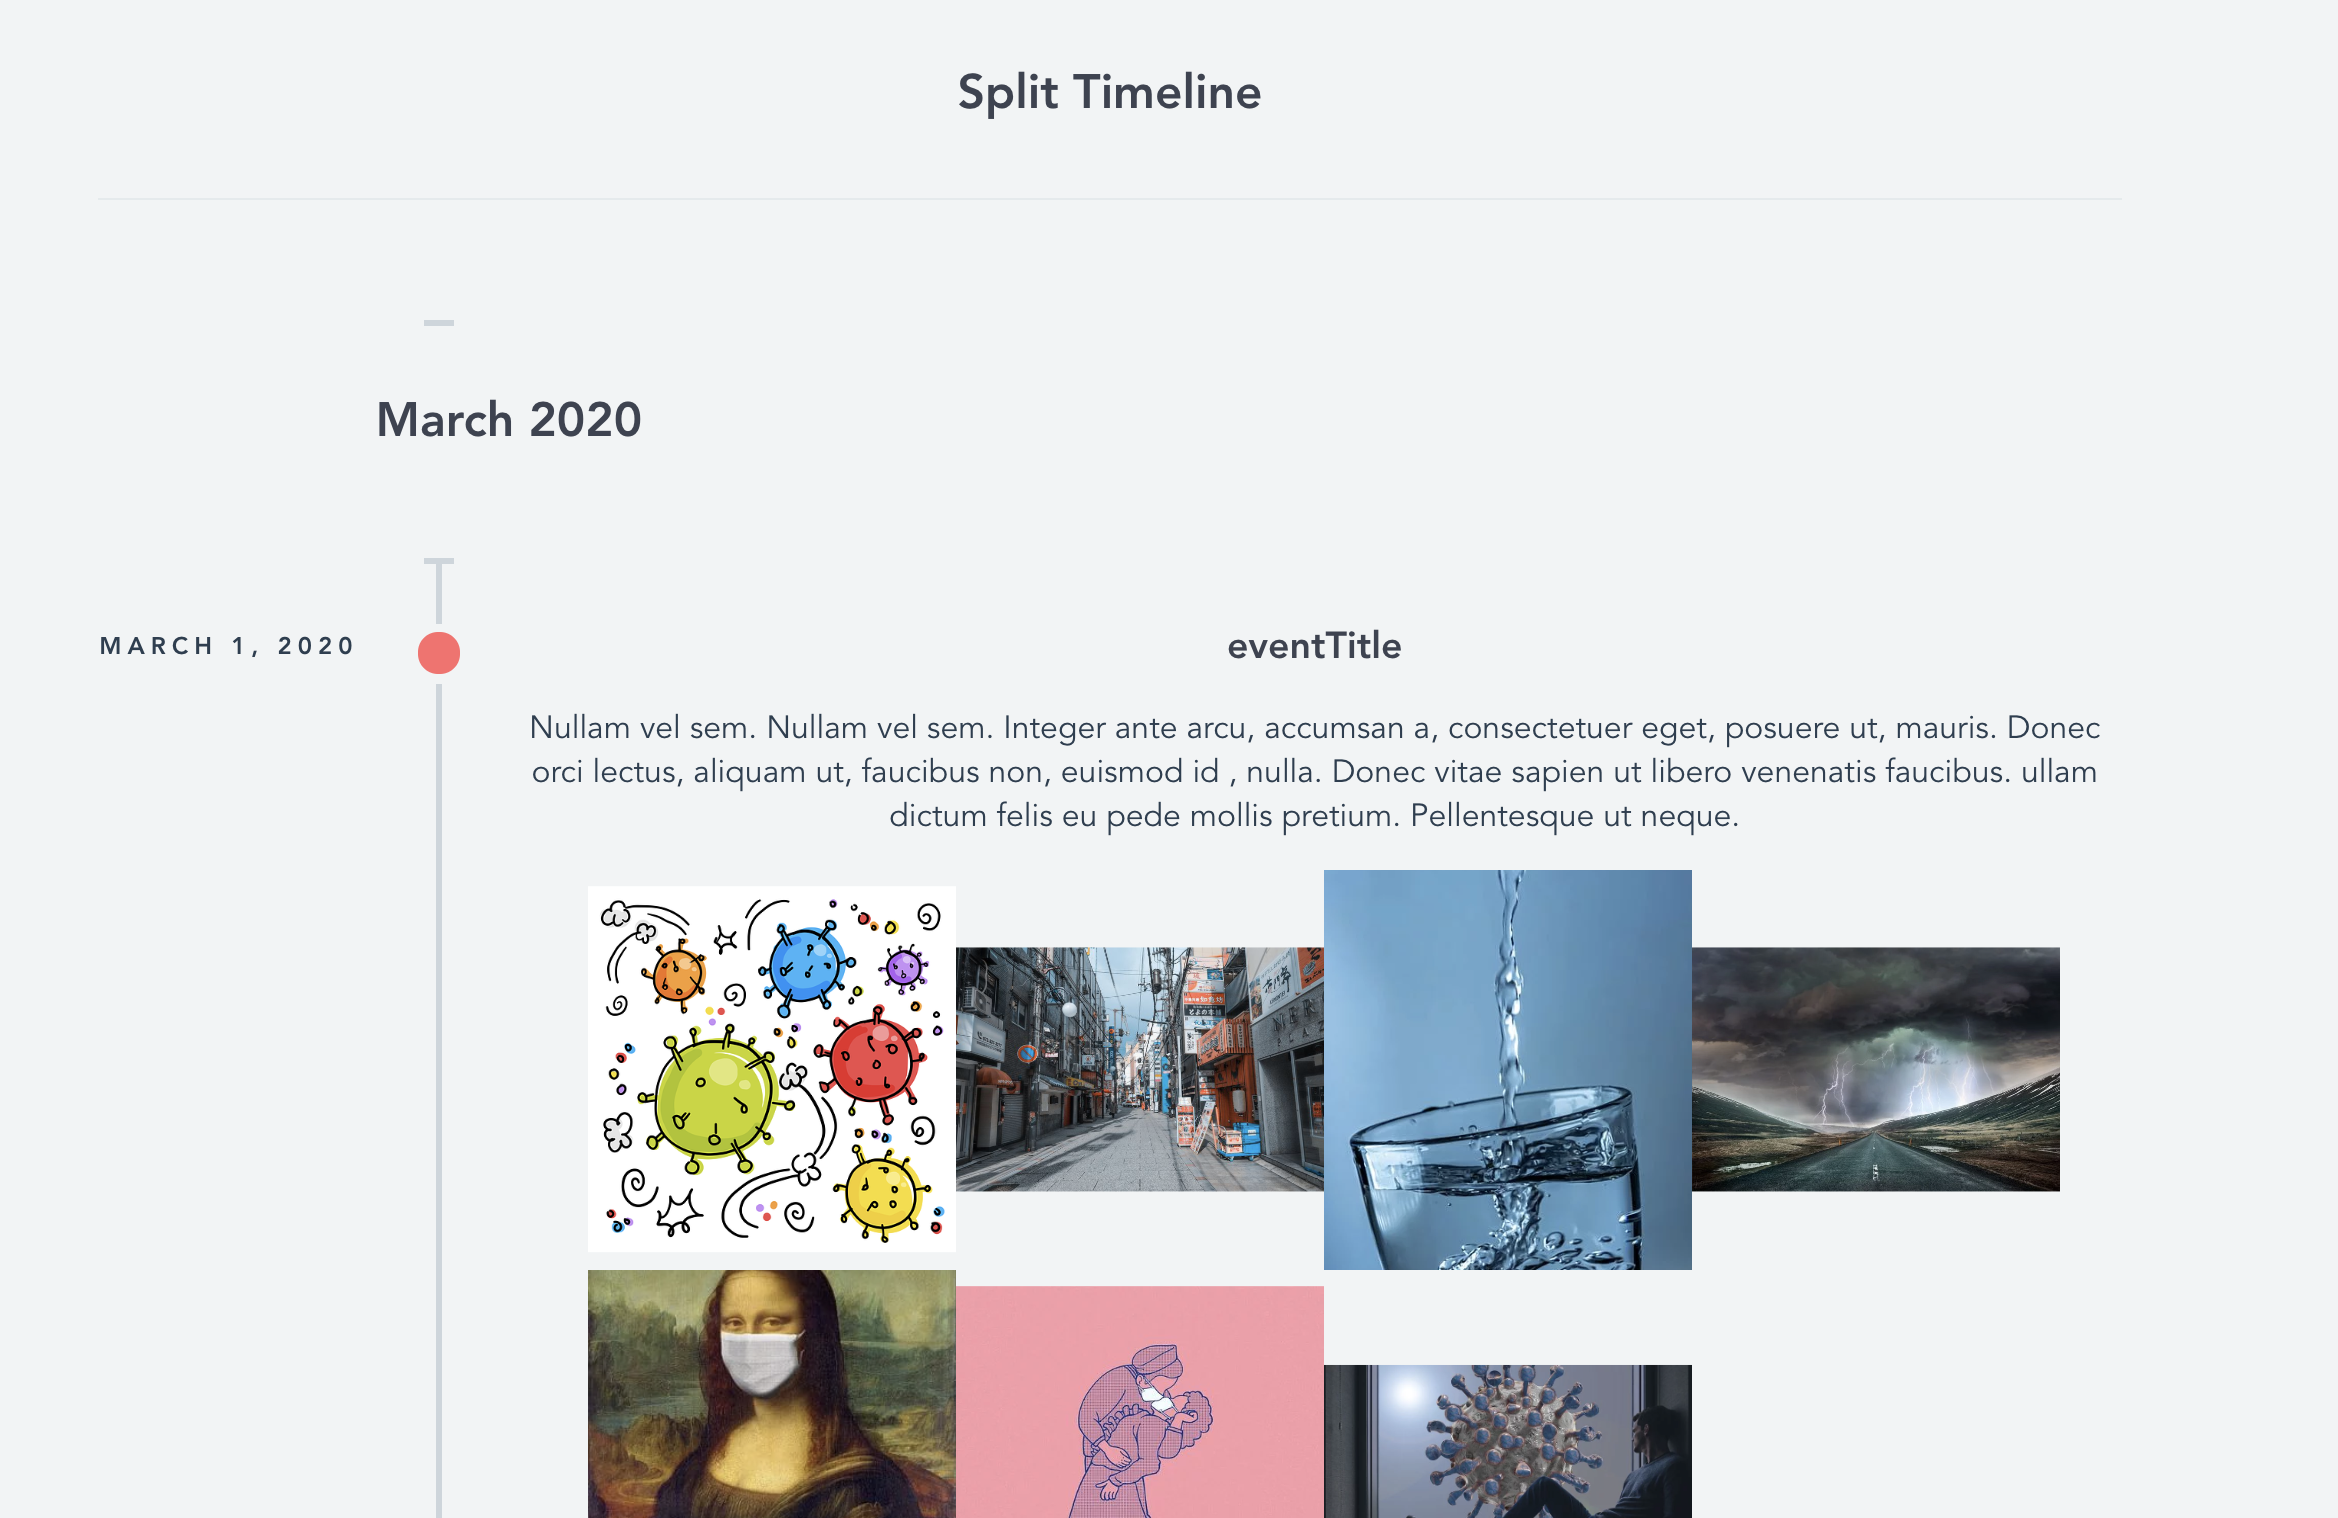 Split Timeline
March 2020
MARCH 1, 2020
eventTitle
Nullam vel sem. Nullam vel sem. Integer ante arcu, accumsan a, consectetuer eget, posuere ut, mauris. Donec
orci lectus, aliquam ut, faucibus non, euismod id , nulla. Donec vitae sapien ut libero venenatis faucibus. ullam
dictum felis eu pede mollis pretium. Pellentesque ut neque.